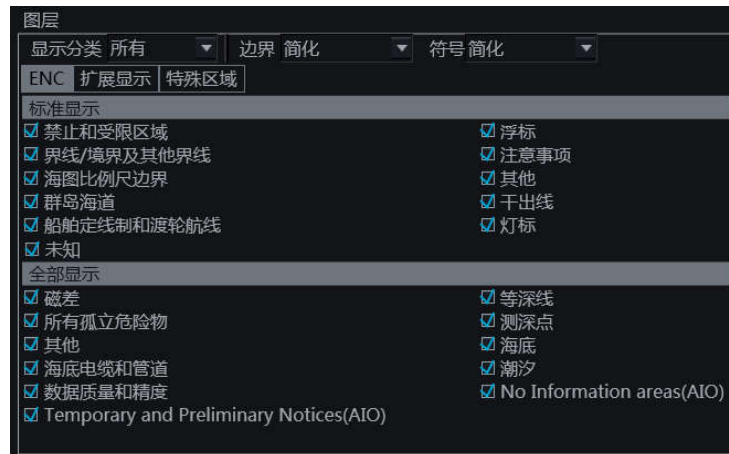 图层
显示分类 所有 边界 简化 符号 简化
ENC 扩展显示 特殊区域
标准显示
禁止和受限区域 浮标
界线/境界及其他界线 注意事项
海图比例尺边界 其他
群岛海道 干出线
船舶定线制和渡轮航线 灯标
未知
全部显示
磁差 等深线
所有孤立危险物 测深点
其他 海底
海底电缆和管道 潮汐
数据质量和精度 No Information areas(AIO)
Temporary and Preliminary Notices(AIO)